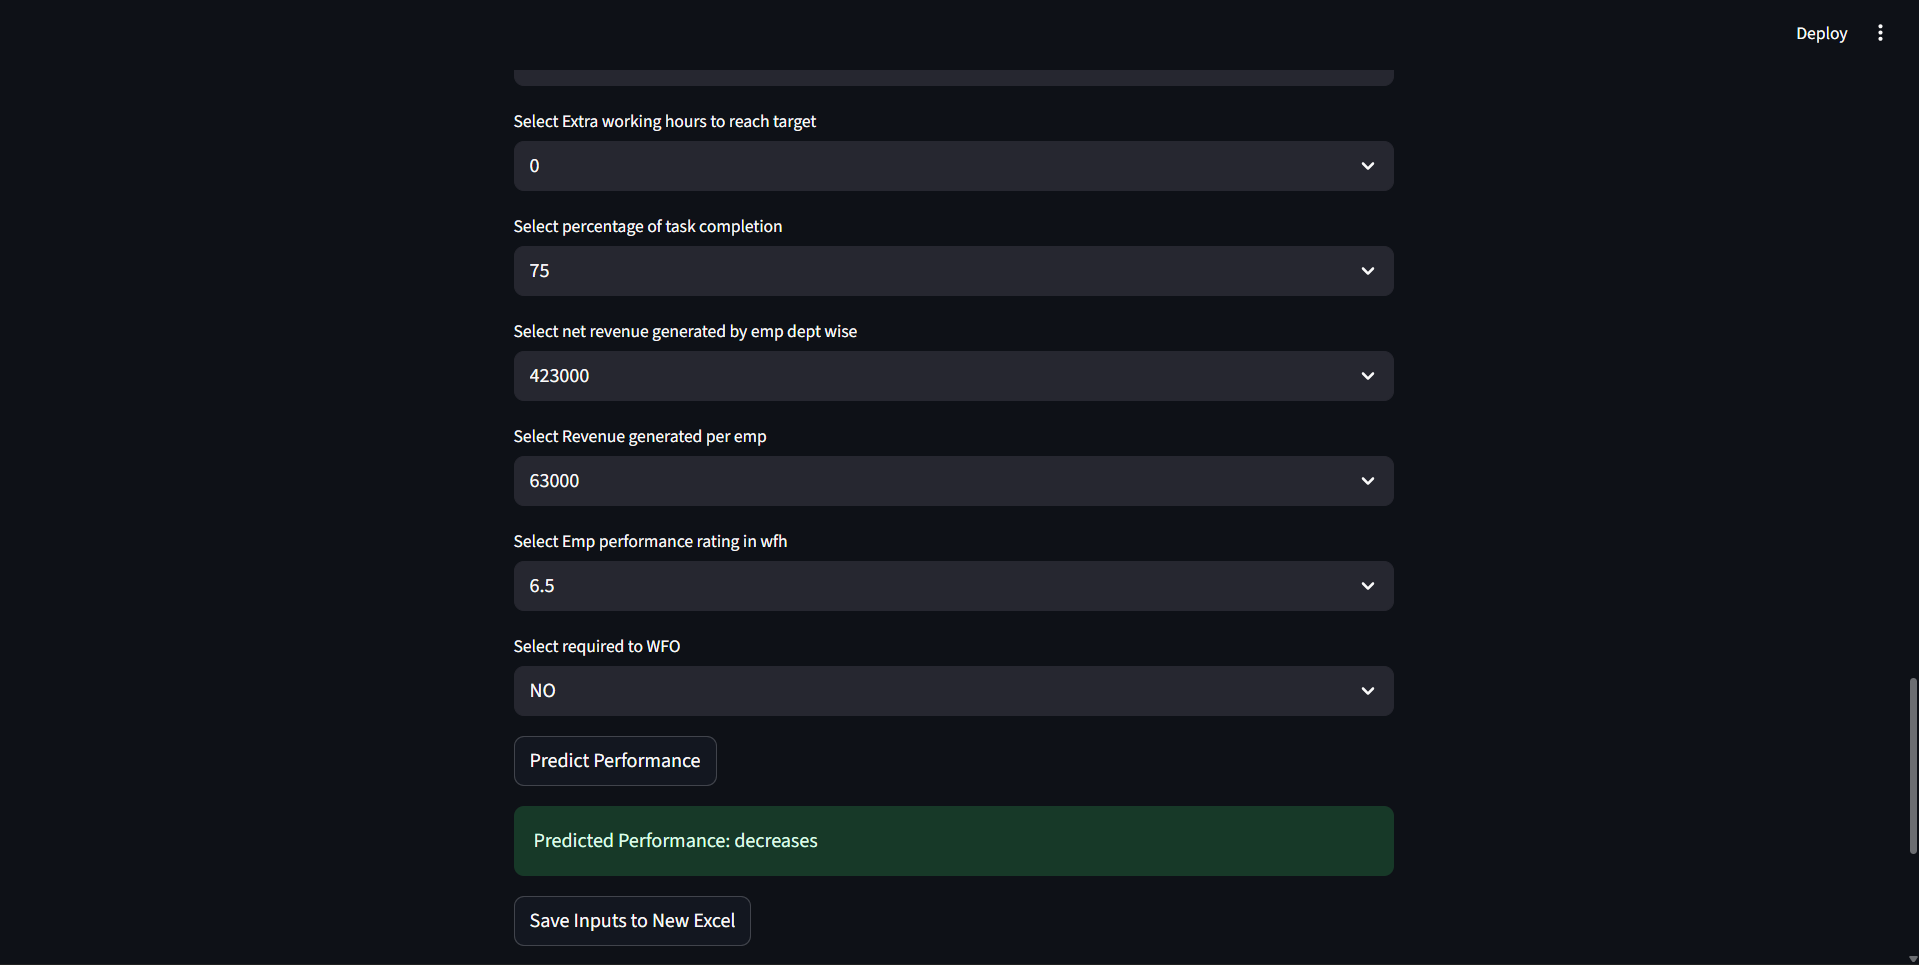 Deploy
Select Extra working hours to reach target
0
Select percentage of task completion
75
Select net revenue generated by emp dept wise
423000
Select Revenue generated per emp
63000
Select Emp performance rating in wfh
6.5
Select required to WFO
NO
Predict Performance
Predicted Performance: decreases
Save Inputs to New Excel